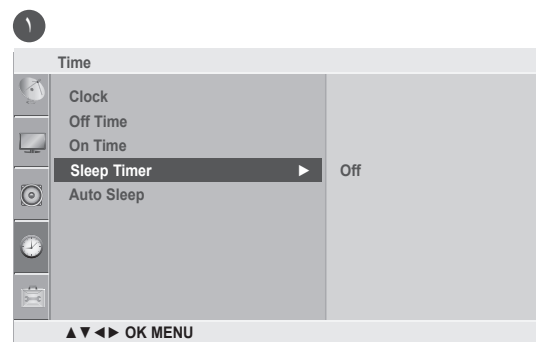 ١
Time
Clock
Off Time
On Time
Sleep Timer ► Off
Auto Sleep
▲▼◄► OK MENU